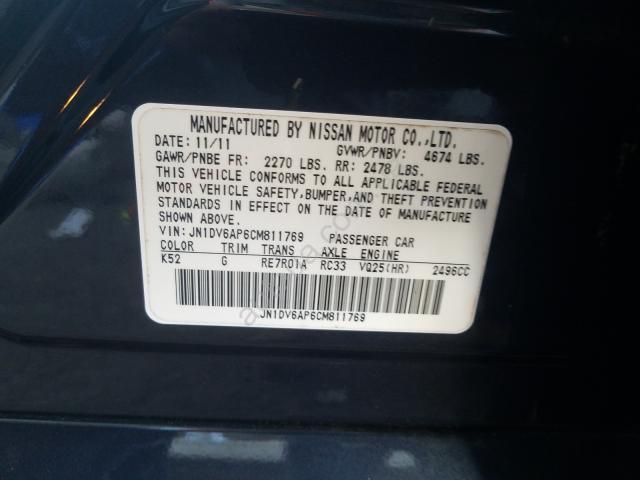 MANUFACTURED BY NISSAN MOTOR CO.,LTD.
DATE: 11/11 GVWR/PNBV: 4674 LBS.
GAWR/PNBE FR: 2270 LBS. RR: 2478 LBS.
THIS VEHICLE CONFORMS TO ALL APPLICABLE FEDERAL
MOTOR VEHICLE SAFETY,BUMPER,AND THEFT PREVENTION
STANDARDS IN EFFECT ON THE DATE OF MANUFACTURE
SHOWN ABOVE.
VIN: JN1DV6AP6CM811769 PASSENGER CAR
COLOR TRIM TRANS AXLE ENGINE
K52 G RE7R01A RC33 VQ25(HR) 2496CC
JN1DV6AP6CM811769